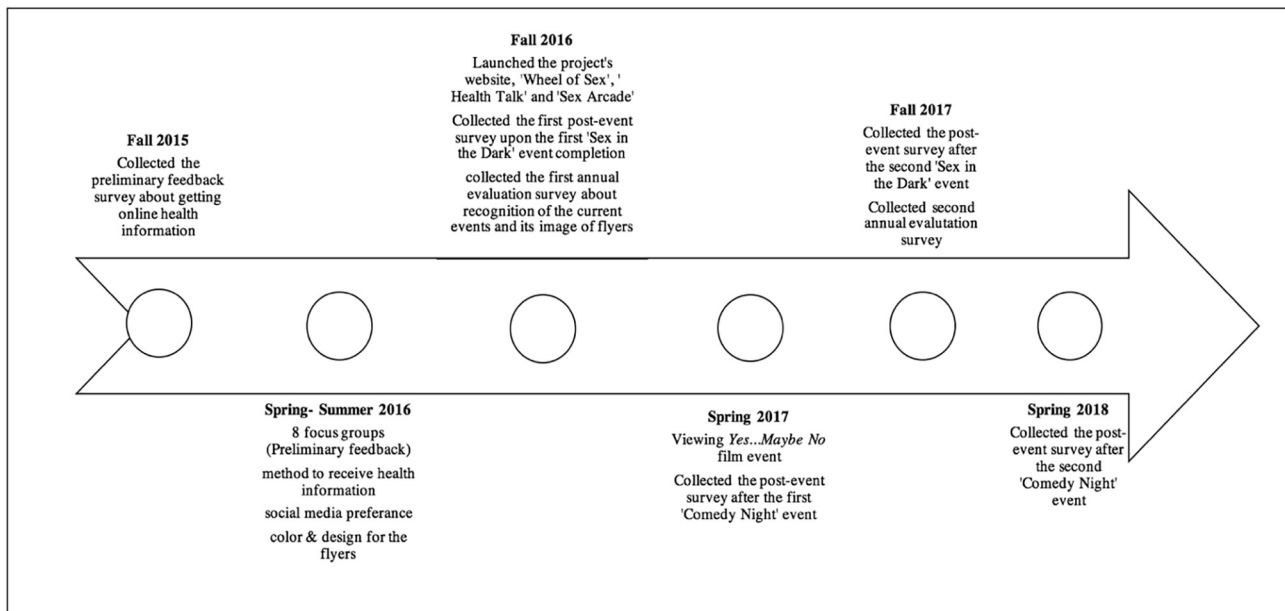 Fall 2015
Collected the
preliminary feedback
survey about getting
online health
information
Spring- Summer 2016
8 focus groups
(Preliminary feedback)
method to receive health
information
social media preferance
color & design for the
flyers
Fall 2016
Launched the project's
website, 'Wheel of Sex', '
Health Talk' and 'Sex Arcade'
Collected the first post-event
survey upon the first 'Sex in
the Dark' event completion
collected the first annual
evaluation survey about
recognition of the current
events and its image of flyers
Spring 2017
Viewing Yes...Maybe No
film event
Collected the post-event
survey after the first
'Comedy Night' event
Fall 2017
Collected the post-
event survey after
the second 'Sex
in the Dark' event
Collected second
annual evalutation
survey
Spring 2018
Collected the post-
event survey after
the second
'Comedy Night'
event